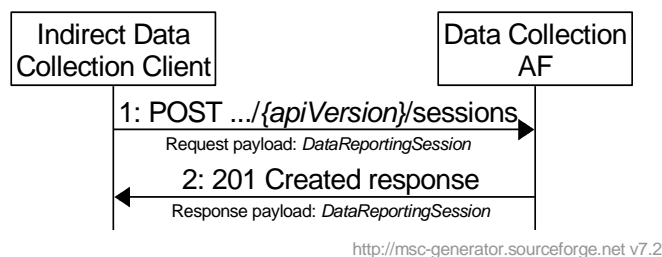 Indirect Data
Collection Client
Data Collection
AF
1: POST .../{apiVersion}/sessions
Request payload: DataReportingSession
2: 201 Created response
Response payload: DataReportingSession
http://msc-generator.sourceforge.net v7.2